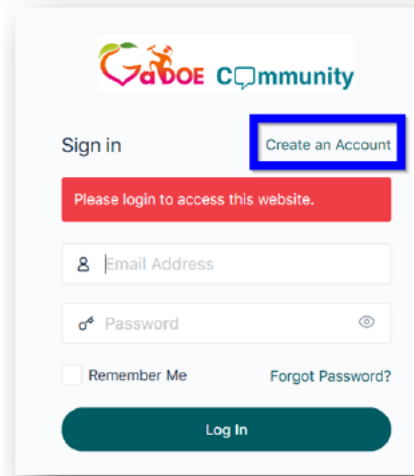 GaDOE Community
Sign in
Create an Account
Please login to access this website.
Email Address
Password
Remember Me
Forgot Password?
Log In